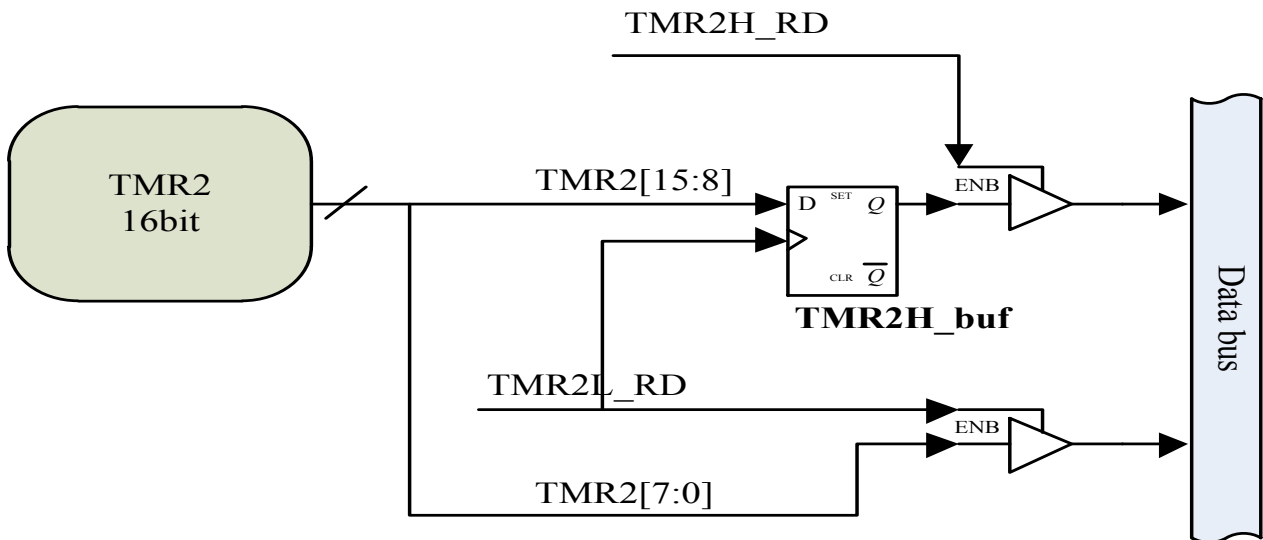 TMR2H_RD
TMR2
16bit
TMR2[15:8]
D SET Q
CLR Q
ENB
TMR2H_buf
TMR2L_RD
ENB
TMR2[7:0]
Data bus